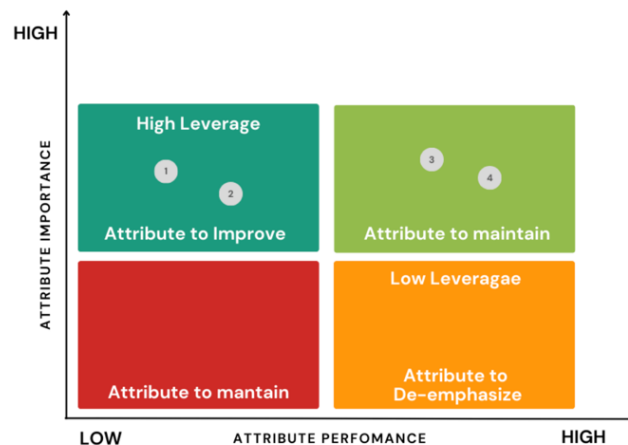 HIGH
ATTRIBUTE IMPORTANCE
High Leverage
1
2
Attribute to Improve
3
4
Attribute to maintain
Attribute to mantain
Low Leveragae
Attribute to
De-emphasize
LOW
ATTRIBUTE PERFOMANCE
HIGH